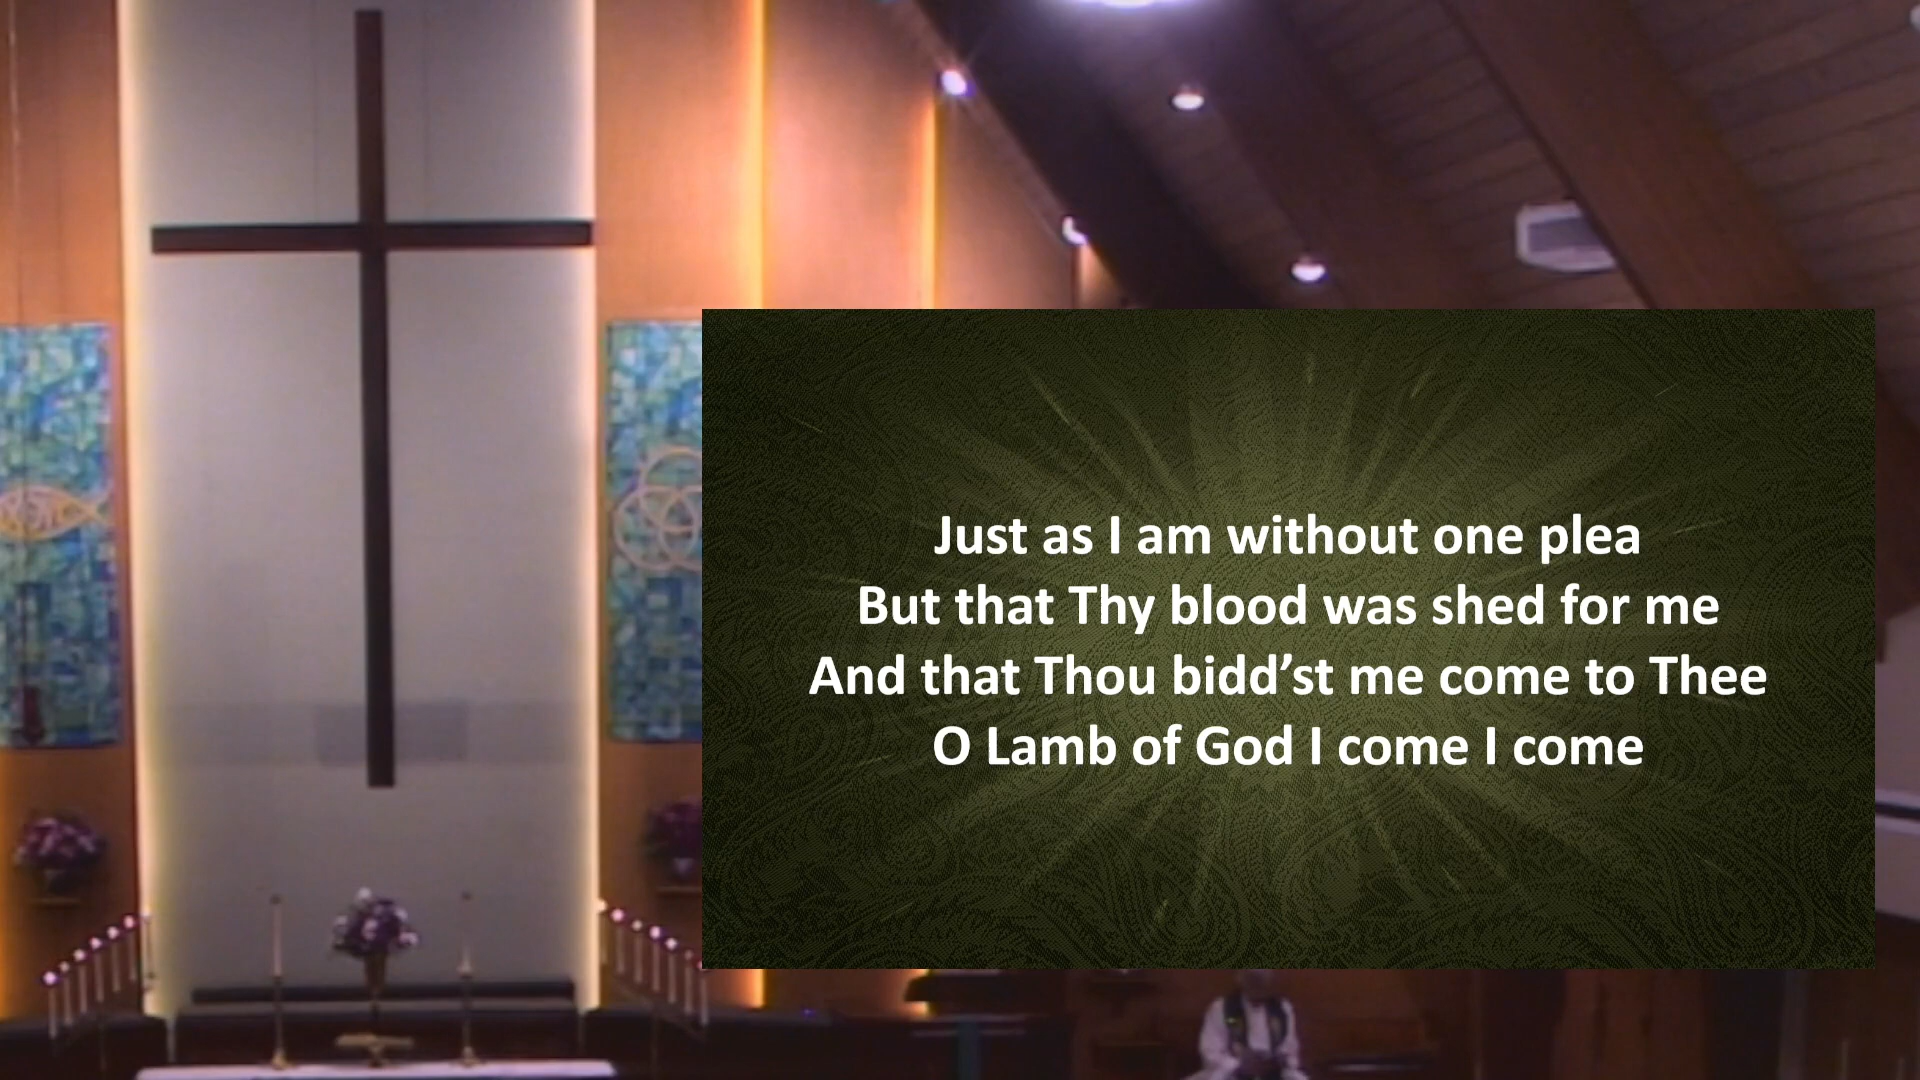 Just as I am without one plea
But that Thy blood was shed for me
And that Thou bidd’st me come to Thee
O Lamb of God I come I come